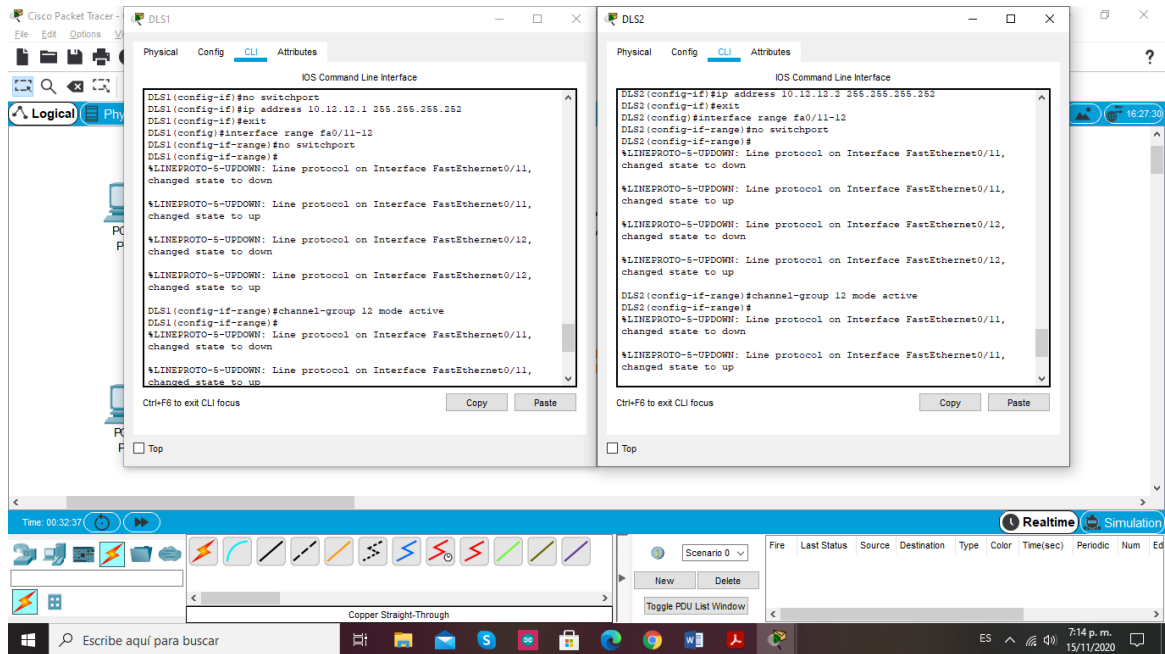 Cisco Packet Tracer -
File Edit Options
Logical
DLS1
Physical Config CLI Attributes
IOS Command Line Interface
DLS1(config-if)#no switchport
DLS1(config-if)#ip address 10.12.12.1 255.255.255.252
DLS1(config-if)#exit
DLS1(config)#interface range fa0/11-12
DLS1(config-if-range)#no switchport
DLS1(config-if-range)#
%LINEPROTO-5-UPDOWN: Line protocol on Interface FastEthernet0/11,
changed state to down
%LINEPROTO-5-UPDOWN: Line protocol on Interface FastEthernet0/11,
changed state to up
%LINEPROTO-5-UPDOWN: Line protocol on Interface FastEthernet0/12,
changed state to down
%LINEPROTO-5-UPDOWN: Line protocol on Interface FastEthernet0/12,
changed state to up
DLS1(config-if-range)#channel-group 12 mode active
DLS1(config-if-range)#
%LINEPROTO-5-UPDOWN: Line protocol on Interface FastEthernet0/11,
changed state to down
%LINEPROTO-5-UPDOWN: Line protocol on Interface FastEthernet0/11,
changed state to up
Ctrl+F6 to exit CLI focus
Copy Paste
Top
DLS2
Physical Config CLI Attributes
IOS Command Line Interface
DLS2(config-if)#ip address 10.12.12.2 255.255.255.252
DLS2(config-if)#exit
DLS2(config)#interface range fa0/11-12
DLS2(config-if-range)#no switchport
DLS2(config-if-range)#
%LINEPROTO-5-UPDOWN: Line protocol on Interface FastEthernet0/11,
changed state to down
%LINEPROTO-5-UPDOWN: Line protocol on Interface FastEthernet0/11,
changed state to up
%LINEPROTO-5-UPDOWN: Line protocol on Interface FastEthernet0/12,
changed state to down
%LINEPROTO-5-UPDOWN: Line protocol on Interface FastEthernet0/12,
changed state to up
DLS2(config-if-range)#channel-group 12 mode active
DLS2(config-if-range)#
%LINEPROTO-5-UPDOWN: Line protocol on Interface FastEthernet0/11,
changed state to down
%LINEPROTO-5-UPDOWN: Line protocol on Interface FastEthernet0/11,
changed state to up
Ctrl+F6 to exit CLI focus
Copy Paste
Top
?
16:27:30
Time: 00:32:37
Realtime Simulation
Scenario 0
New Delete
Toggle PDU List Window
Fire Last Status Source Destination Type Color Time(sec) Periodic Num Ed
Copper Straight-Through
Escribe aquí para buscar
ES
7:14 p. m.
15/11/2020